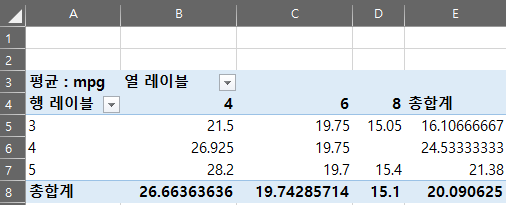 A B C D E
1
2
3 평균 : mpg 열 레이블
4 행 레이블 4 6 8 총합계
5 3 21.5 19.75 15.05 16.10666667
6 4 26.925 19.75 24.53333333
7 5 28.2 19.7 15.4 21.38
8 총합계 26.66363636 19.74285714 15.1 20.090625